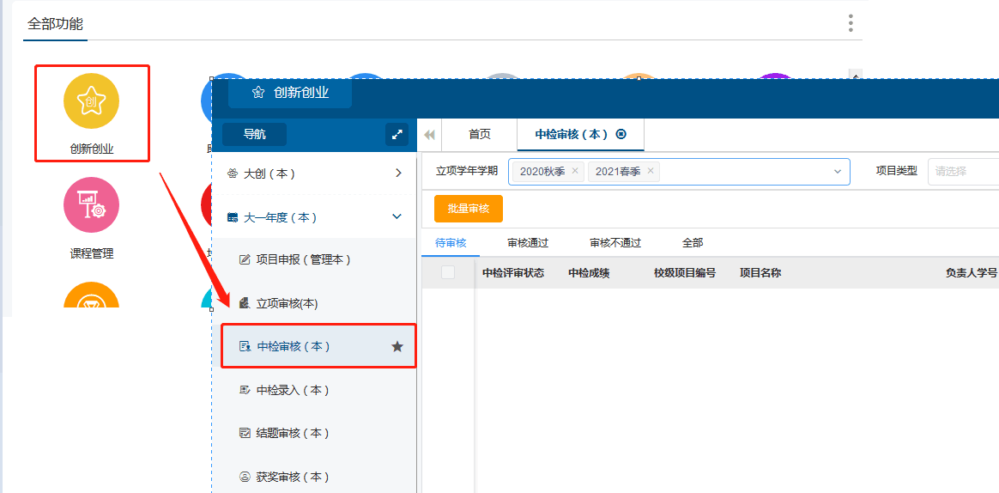 全部功能
创
创新创业
课程管理
创新创业
导航
首页
中检审核（本）
大创（本）
大一年度（本）
项目申报（管理本）
立项审核(本)
中检审核（本）
中检录入（本）
结题审核（本）
获奖审核（本）
立项学年学期
2020秋季
2021春季
项目类型
请选择
批量审核
待审核
审核通过
审核不通过
全部
中检评审状态
中检成绩
校级项目编号
项目名称
负责人学号